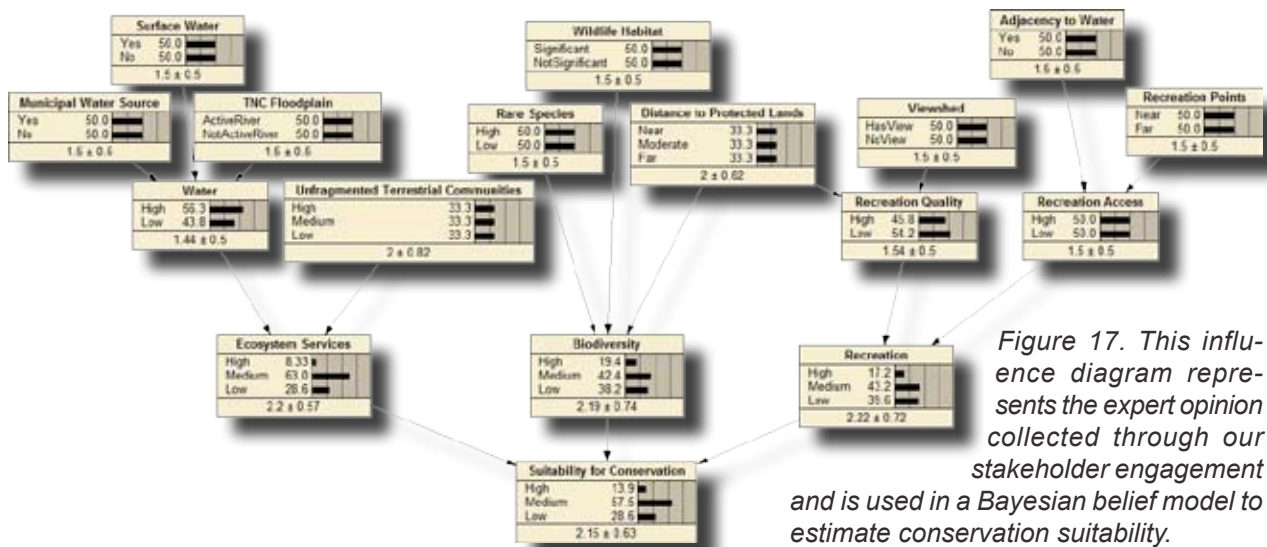 Surface Water
Yes 50.0
No 50.0
1.5 ± 0.5
Municipal Water Source
Yes 50.0
No 50.0
1.5 ± 0.5
TNC Floodplain
ActiveRiver 50.0
NotActiveRiver 50.0
1.5 ± 0.5
Water
High 56.3
Low 43.8
1.44 ± 0.5
Unfragmented Terrestrial Communities
High 33.3
Medium 33.3
Low 33.3
2 ± 0.82
Wildlife Habitat
Significant 50.0
NotSignificant 50.0
1.5 ± 0.5
Rare Species
High 50.0
Low 50.0
1.5 ± 0.5
Distance to Protected Lands
Near 33.3
Moderate 33.3
Far 33.3
2 ± 0.82
Viewshed
HasView 50.0
NoView 50.0
1.5 ± 0.5
Adjacency to Water
Yes 50.0
No 50.0
1.5 ± 0.5
Recreation Points
Near 50.0
Far 50.0
1.5 ± 0.5
Recreation Quality
High 45.8
Low 54.2
1.54 ± 0.5
Recreation Access
High 50.0
Low 50.0
1.5 ± 0.5
Ecosystem Services
High 8.33
Medium 63.0
Low 28.6
2.2 ± 0.57
Biodiversity
High 19.4
Medium 42.4
Low 38.2
2.19 ± 0.74
Recreation
High 17.2
Medium 43.2
Low 39.6
2.22 ± 0.72
Suitability for Conservation
High 13.9
Medium 57.5
Low 28.6
2.15 ± 0.63
Figure 17. This influ-
ence diagram repre-
sents the expert opinion
collected through our
stakeholder engagement
and is used in a Bayesian belief model to
estimate conservation suitability.